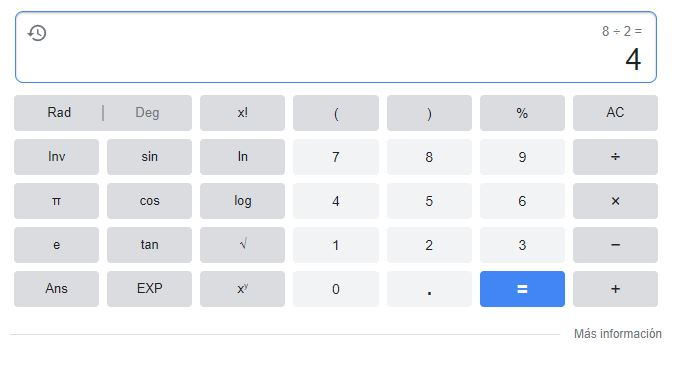 8 ÷ 2 =
4
Rad | Deg x! ( ) % AC
Inv sin ln 7 8 9 ÷
π cos log 4 5 6 ×
e tan √ 1 2 3 −
Ans EXP xʸ 0 . = +
Más información